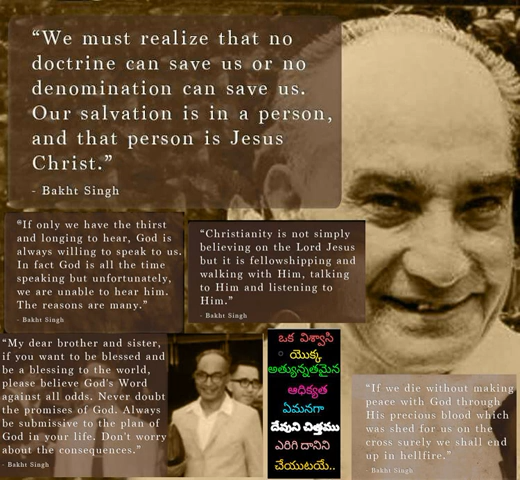 “We must realize that no
doctrine can save us or no
denomination can save us.
Our salvation is in a person,
and that person is Jesus
Christ.”
- Bakht Singh
“If only we have the thirst
and longing to hear, God is
always willing to speak to us.
In fact God is all the time
speaking but unfortunately,
we are unable to hear him.
The reasons are many.”
- Bakht Singh
“Christianity is not simply
believing on the Lord Jesus
but it is fellowshipping and
walking with Him, talking
to Him and listening to
Him.”
- Bakht Singh
“My dear brother and sister,
if you want to be blessed and
be a blessing to the world,
please believe God's Word
against all odds. Never doubt
the promises of God. Always
be submissive to the plan of
God in your life. Don't worry
about the consequences.”
- Bakht Singh
ఒక విశ్వాసి
యొక్క
అత్యున్నతమైన
ఆధిక్యత
ఏమనగా
దేవుని చిత్తము
ఎరిగి దానిని
చేయుటయే..
“If we die without making
peace with God through
His precious blood which
was shed for us on the
cross surely we shall end
up in hellfire.”
- Bakht Singh